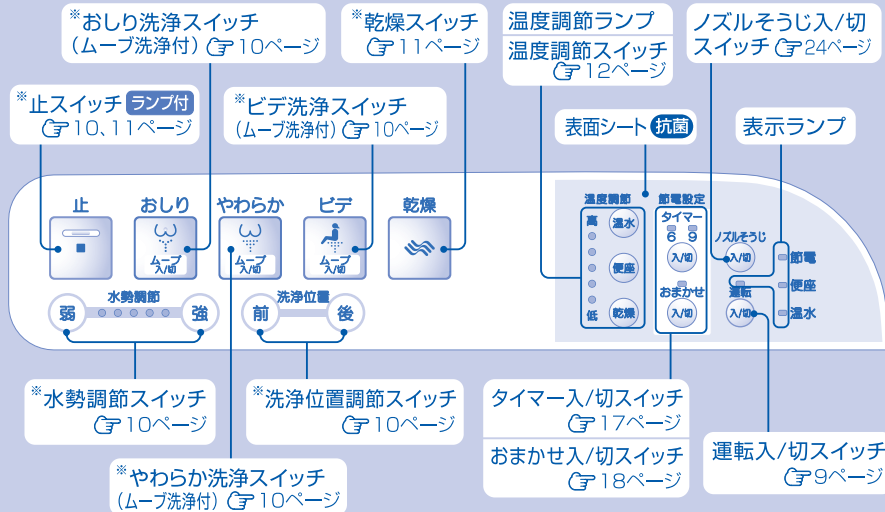 ※おしり洗浄スイッチ
(ムーブ洗浄付) 10ページ
※乾燥スイッチ
11ページ
温度調節ランプ
温度調節スイッチ
12ページ
ノズルそうじ入/切
スイッチ 24ページ
※止スイッチ ランプ付
10、11ページ
※ビデ洗浄スイッチ
(ムーブ洗浄付) 10ページ
表面シート 抗菌
表示ランプ
止
おしり
ムーブ
入/切
やわらか
ムーブ
入/切
ビデ
ムーブ
入/切
乾燥
水勢調節
弱
強
洗浄位置
前
後
温度調節
高
低
温水
便座
乾燥
節電設定
タイマー
6 9
入/切
おまかせ
入/切
ノズルそうじ
入/切
運転
入/切
節電
便座
温水
※水勢調節スイッチ
10ページ
※洗浄位置調節スイッチ
10ページ
タイマー入/切スイッチ
17ページ
おまかせ入/切スイッチ
18ページ
運転入/切スイッチ
9ページ
※やわらか洗浄スイッチ
(ムーブ洗浄付) 10ページ